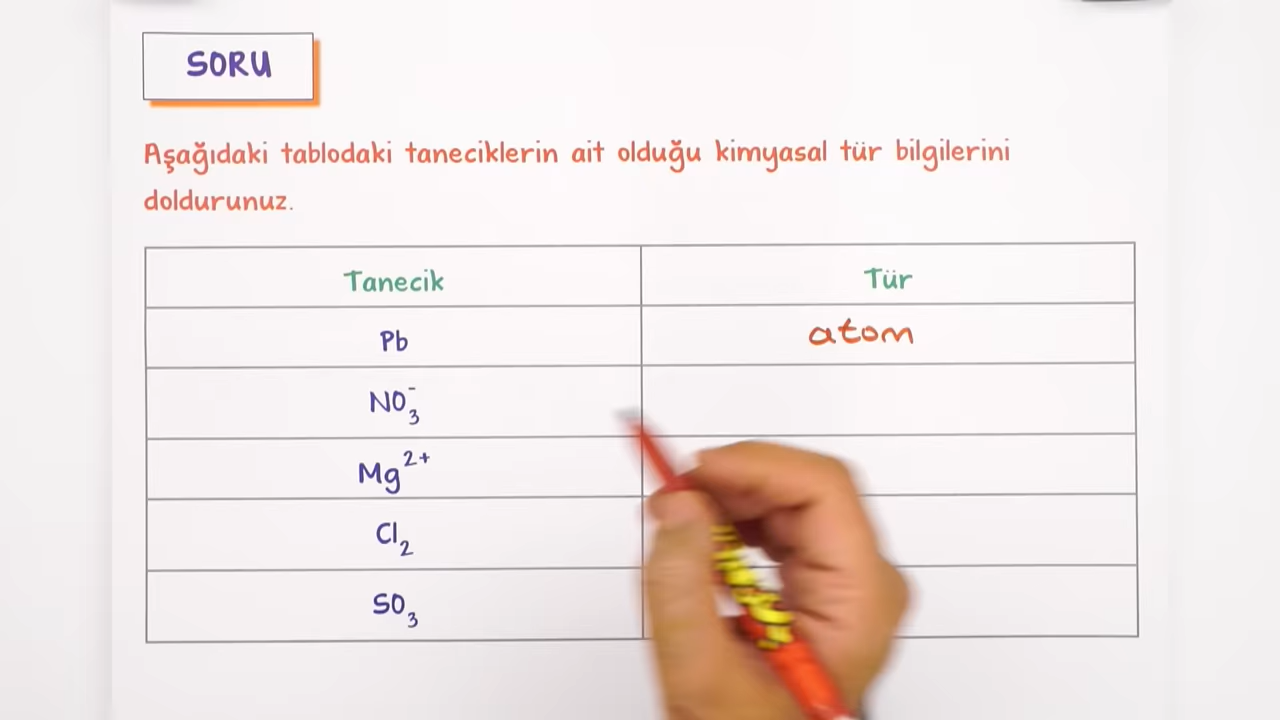 SORU
Aşağıdaki tablodaki taneciklerin ait olduğu kimyasal tür bilgilerini
doldurunuz.
Tanecik Tür
Pb atom
NO₃⁻
Mg²⁺
Cl₂
SO₃